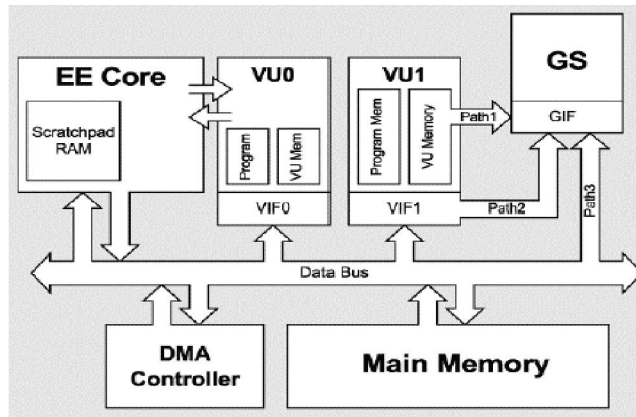 EE Core
Scratchpad
RAM
VU0
Program
VU Mem
VIF0
VU1
Program Mem
VU Memory
VIF1
GS
GIF
Path1
Path2
Path3
Data Bus
DMA
Controller
Main Memory